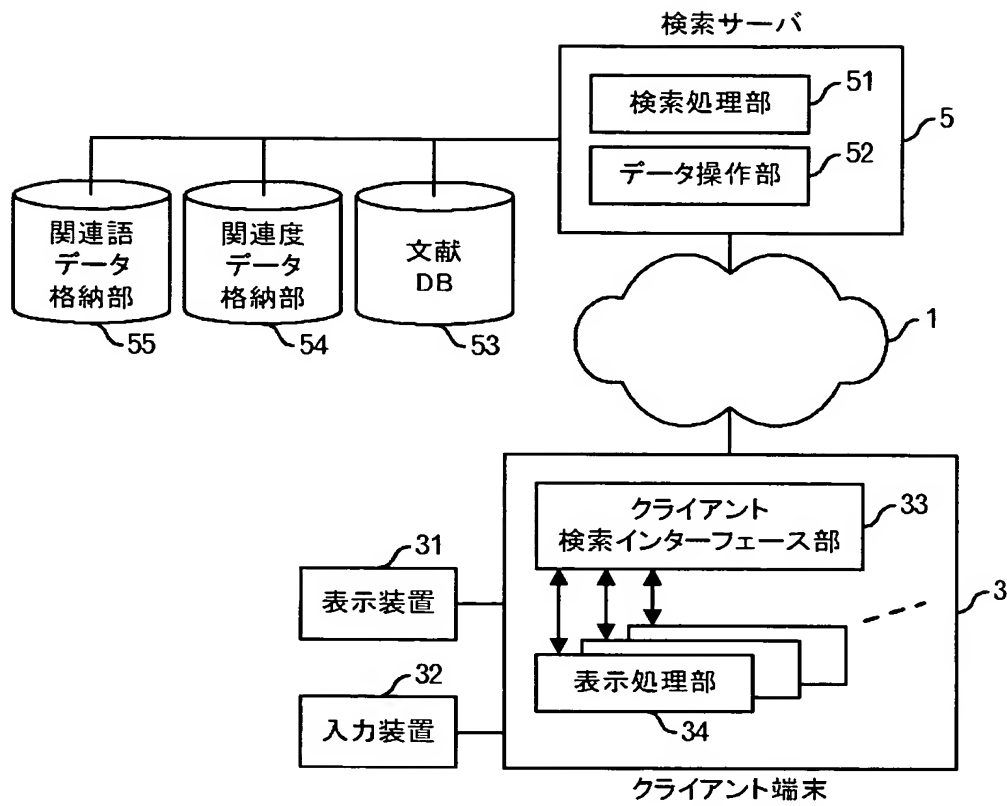 検索サーバ
検索処理部
51
5
データ操作部
52
関連語
データ
格納部
55
関連度
データ
格納部
54
文献
DB
53
1
クライアント
検索インターフェース部
33
31
表示装置
3
表示処理部
34
32
入力装置
クライアント端末